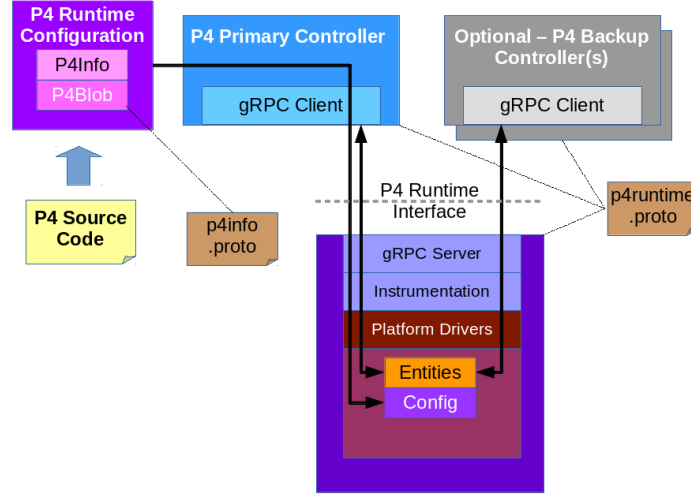 P4 Runtime
Configuration
P4Info
P4Blob
P4 Primary Controller
gRPC Client
Optional – P4 Backup
Controller(s)
gRPC Client
P4 Source
Code
p4info
.proto
P4 Runtime
Interface
p4runtime
.proto
gRPC Server
Instrumentation
Platform Drivers
Entities
Config